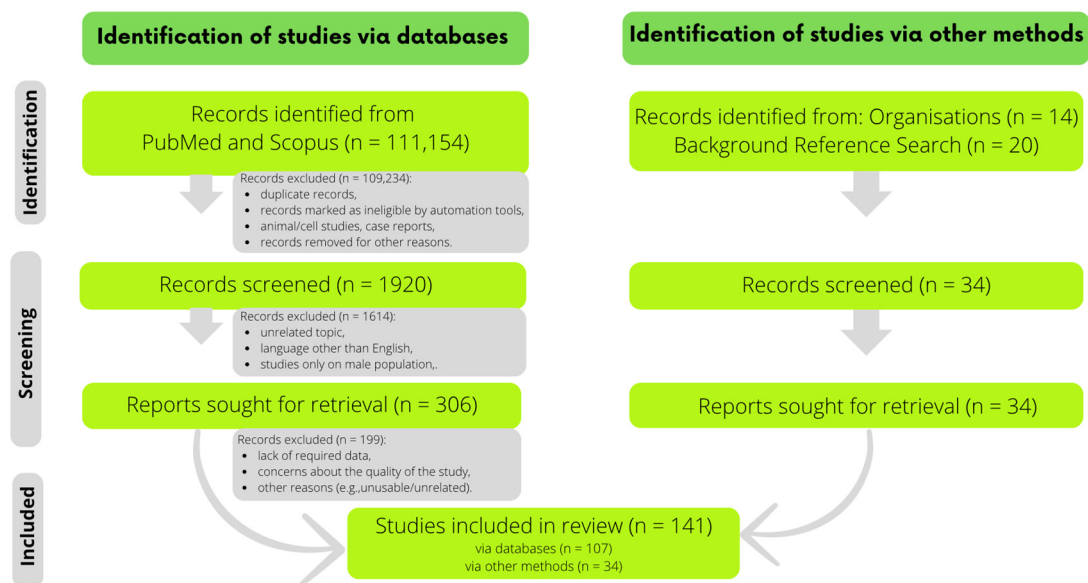 Identification of studies via databases
Identification of studies via other methods
Identification
Records identified from
PubMed and Scopus (n = 111,154)
Records identified from: Organisations (n = 14)
Background Reference Search (n = 20)
Records excluded (n = 109,234):
• duplicate records,
• records marked as ineligible by automation tools,
• animal/cell studies, case reports,
• records removed for other reasons.
Screening
Records screened (n = 1920)
Records screened (n = 34)
Records excluded (n = 1614):
• unrelated topic,
• language other than English,
• studies only on male population,.
Reports sought for retrieval (n = 306)
Reports sought for retrieval (n = 34)
Records excluded (n = 199):
• lack of required data,
• concerns about the quality of the study,
• other reasons (e.g.,unusable/unrelated).
Included
Studies included in review (n = 141)
via databases (n = 107)
via other methods (n = 34)